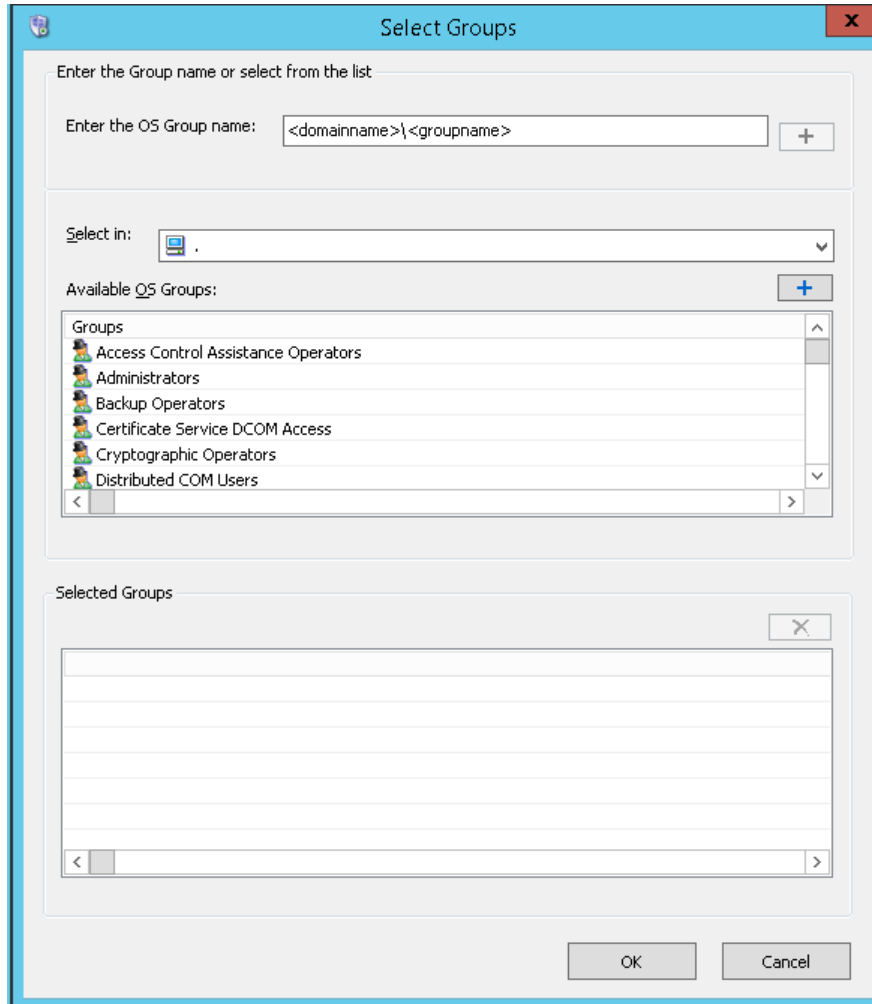 Select Groups
x
Enter the Group name or select from the list
Enter the OS Group name:
<domainname>\<groupname>
+
Select in:
.
Available OS Groups:
+
Groups
Access Control Assistance Operators
Administrators
Backup Operators
Certificate Service DCOM Access
Cryptographic Operators
Distributed COM Users
Selected Groups
OK
Cancel